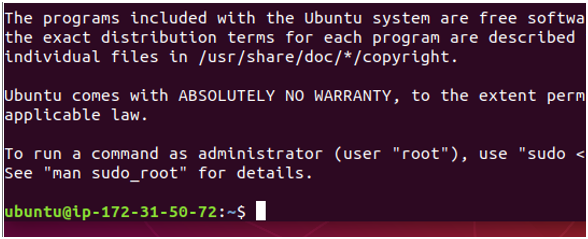 The programs included with the Ubuntu system are free softwa
the exact distribution terms for each program are described
individual files in /usr/share/doc/*/copyright.
Ubuntu comes with ABSOLUTELY NO WARRANTY, to the extent perm
applicable law.
To run a command as administrator (user "root"), use "sudo <
See "man sudo_root" for details.
ubuntu@ip-172-31-50-72:~$